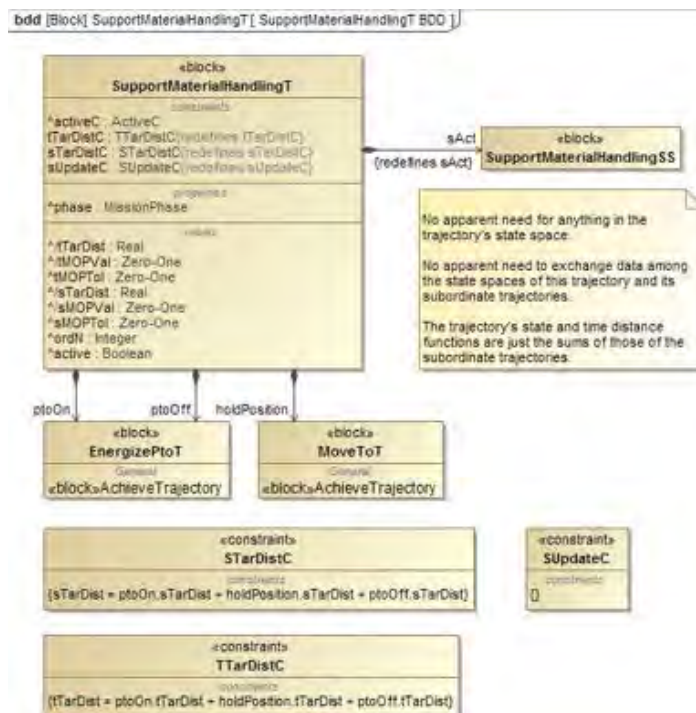 bdd [Block] SupportMaterialHandlingT [ SupportMaterialHandlingT BDD ]
«block»
SupportMaterialHandlingT
constraints
^activeC : ActiveC
tTarDistC : TTarDistC{redefines tTarDistC}
sTarDistC : STarDistC{redefines sTarDistC}
sUpdateC : SUpdateC{redefines sUpdateC}
properties
^phase : MissionPhase
values
^/tTarDist : Real
^/tMOPVal : Zero-One
^tMOPTol : Zero-One
^/sTarDist : Real
^/sMOPVal : Zero-One
^sMOPTol : Zero-One
^ordN : Integer
^active : Boolean
sAct
{redefines sAct}
«block»
SupportMaterialHandlingSS
No apparent need for anything in the
trajectory's state space.
No apparent need to exchange data among
the state spaces of this trajectory and its
subordinate trajectories.
The trajectory's state and time distance
functions are just the sums of those of the
subordinate trajectories.
ptoOn
ptoOff
holdPosition
«block»
EnergizePtoT
General
«block»AchieveTrajectory
«block»
MoveToT
General
«block»AchieveTrajectory
«constraint»
STarDistC
constraints
{sTarDist = ptoOn.sTarDist + holdPosition.sTarDist + ptoOff.sTarDist}
«constraint»
SUpdateC
constraints
{}
«constraint»
TTarDistC
constraints
{tTarDist = ptoOn.tTarDist + holdPosition.tTarDist + ptoOff.tTarDist}